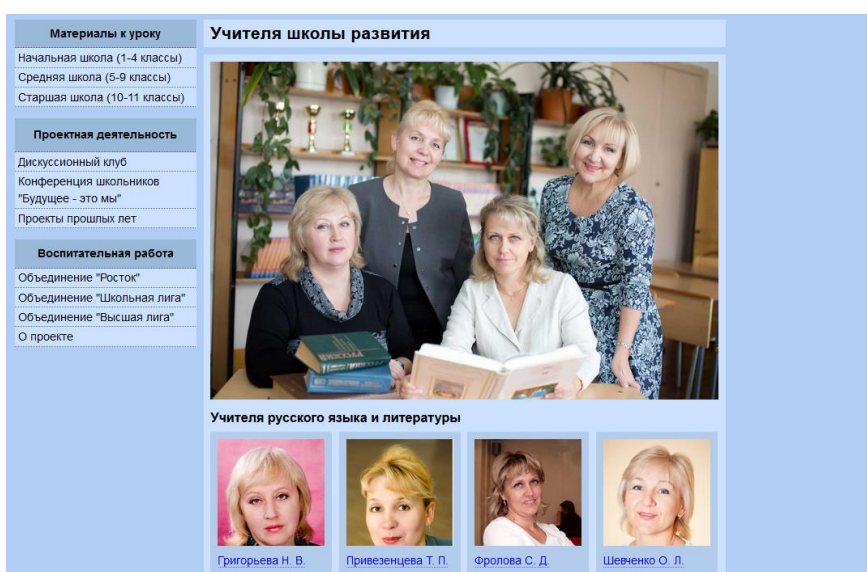 Материалы к уроку
Начальная школа (1-4 классы)
Средняя школа (5-9 классы)
Старшая школа (10-11 классы)
Проектная деятельность
Дискуссионный клуб
Конференция школьников
"Будущее - это мы"
Проекты прошлых лет
Воспитательная работа
Объединение "Росток"
Объединение "Школьная лига"
Объединение "Высшая лига"
О проекте
Учителя школы развития
РУССКИЙ
Учителя русского языка и литературы
Григорьева Н. В.
Привезенцева Т. П.
Фролова С. Д.
Шевченко О. Л.